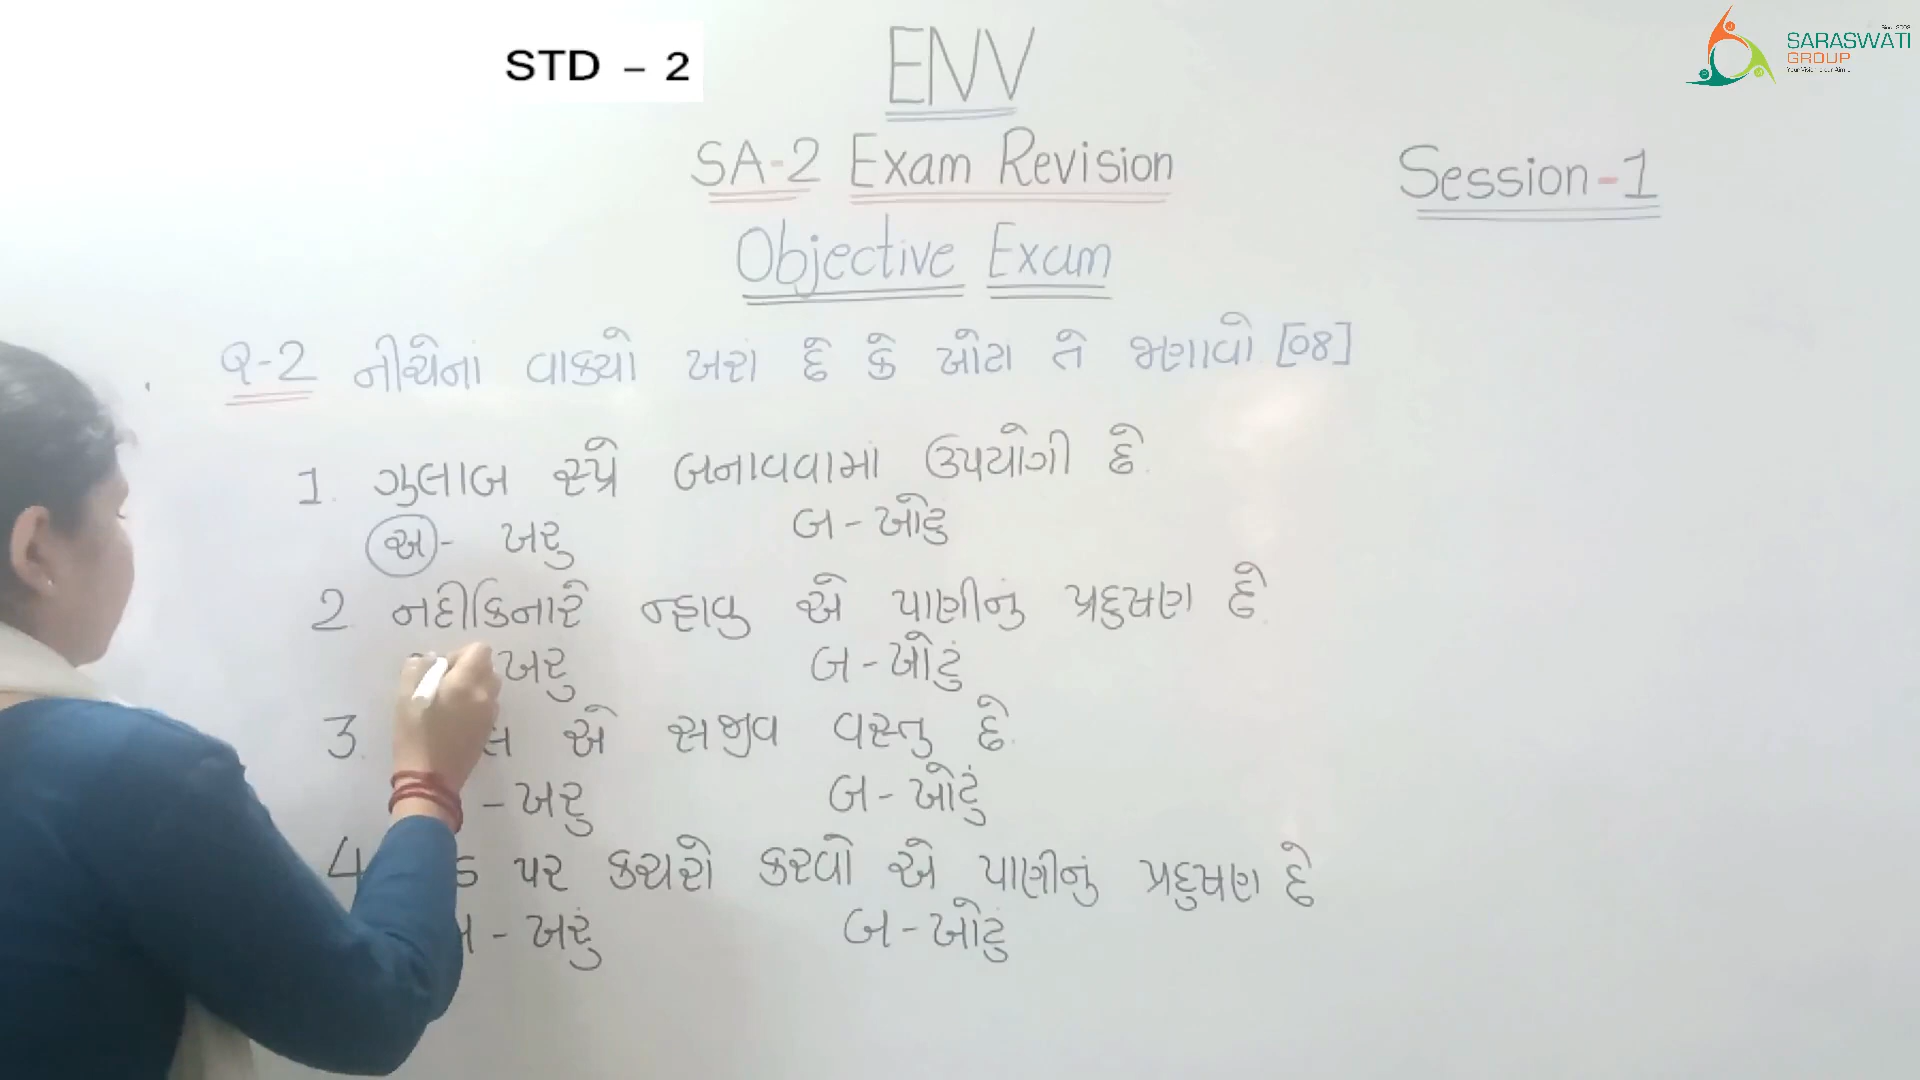 STD - 2
ENV
SARASWATI
GROUP
SA-2 Exam Revision
Session-1
Objective Exam
Q-2 નીચેનાં વાક્યો ખરાં છે કે ખોટા તે જણાવો [08]
1. ગુલાબ સ્પ્રે બનાવવામાં ઉપયોગી છે.
અ - ખરુ બ - ખોટુ
2 નદીકિનારે ન્હાવુ એ પાણીનું પ્રદુષણ છે.
ખરુ બ - ખોટું
3. એ સજીવ વસ્તુ છે.
- ખરુ બ - ખોટું
4 પર કચરો કરવો એ પાણીનું પ્રદુષણ છે
- ખરું બ - ખોટું